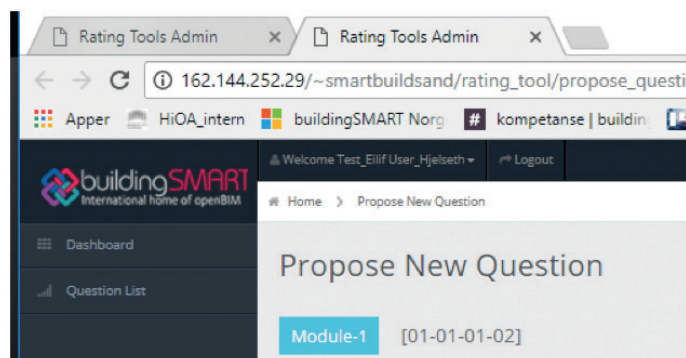 Rating Tools Admin
Rating Tools Admin
162.144.252.29/~smartbuildsand/rating_tool/propose_questi
Apper HiOA_intern buildingSMART Norg # kompetanse | buildin
Welcome Test_Eilif User_Hjelseth Logout
buildingSMART
International home of openBIM
Home > Propose New Question
Dashboard
Propose New Question
Question List
Module-1 [01-01-01-02]